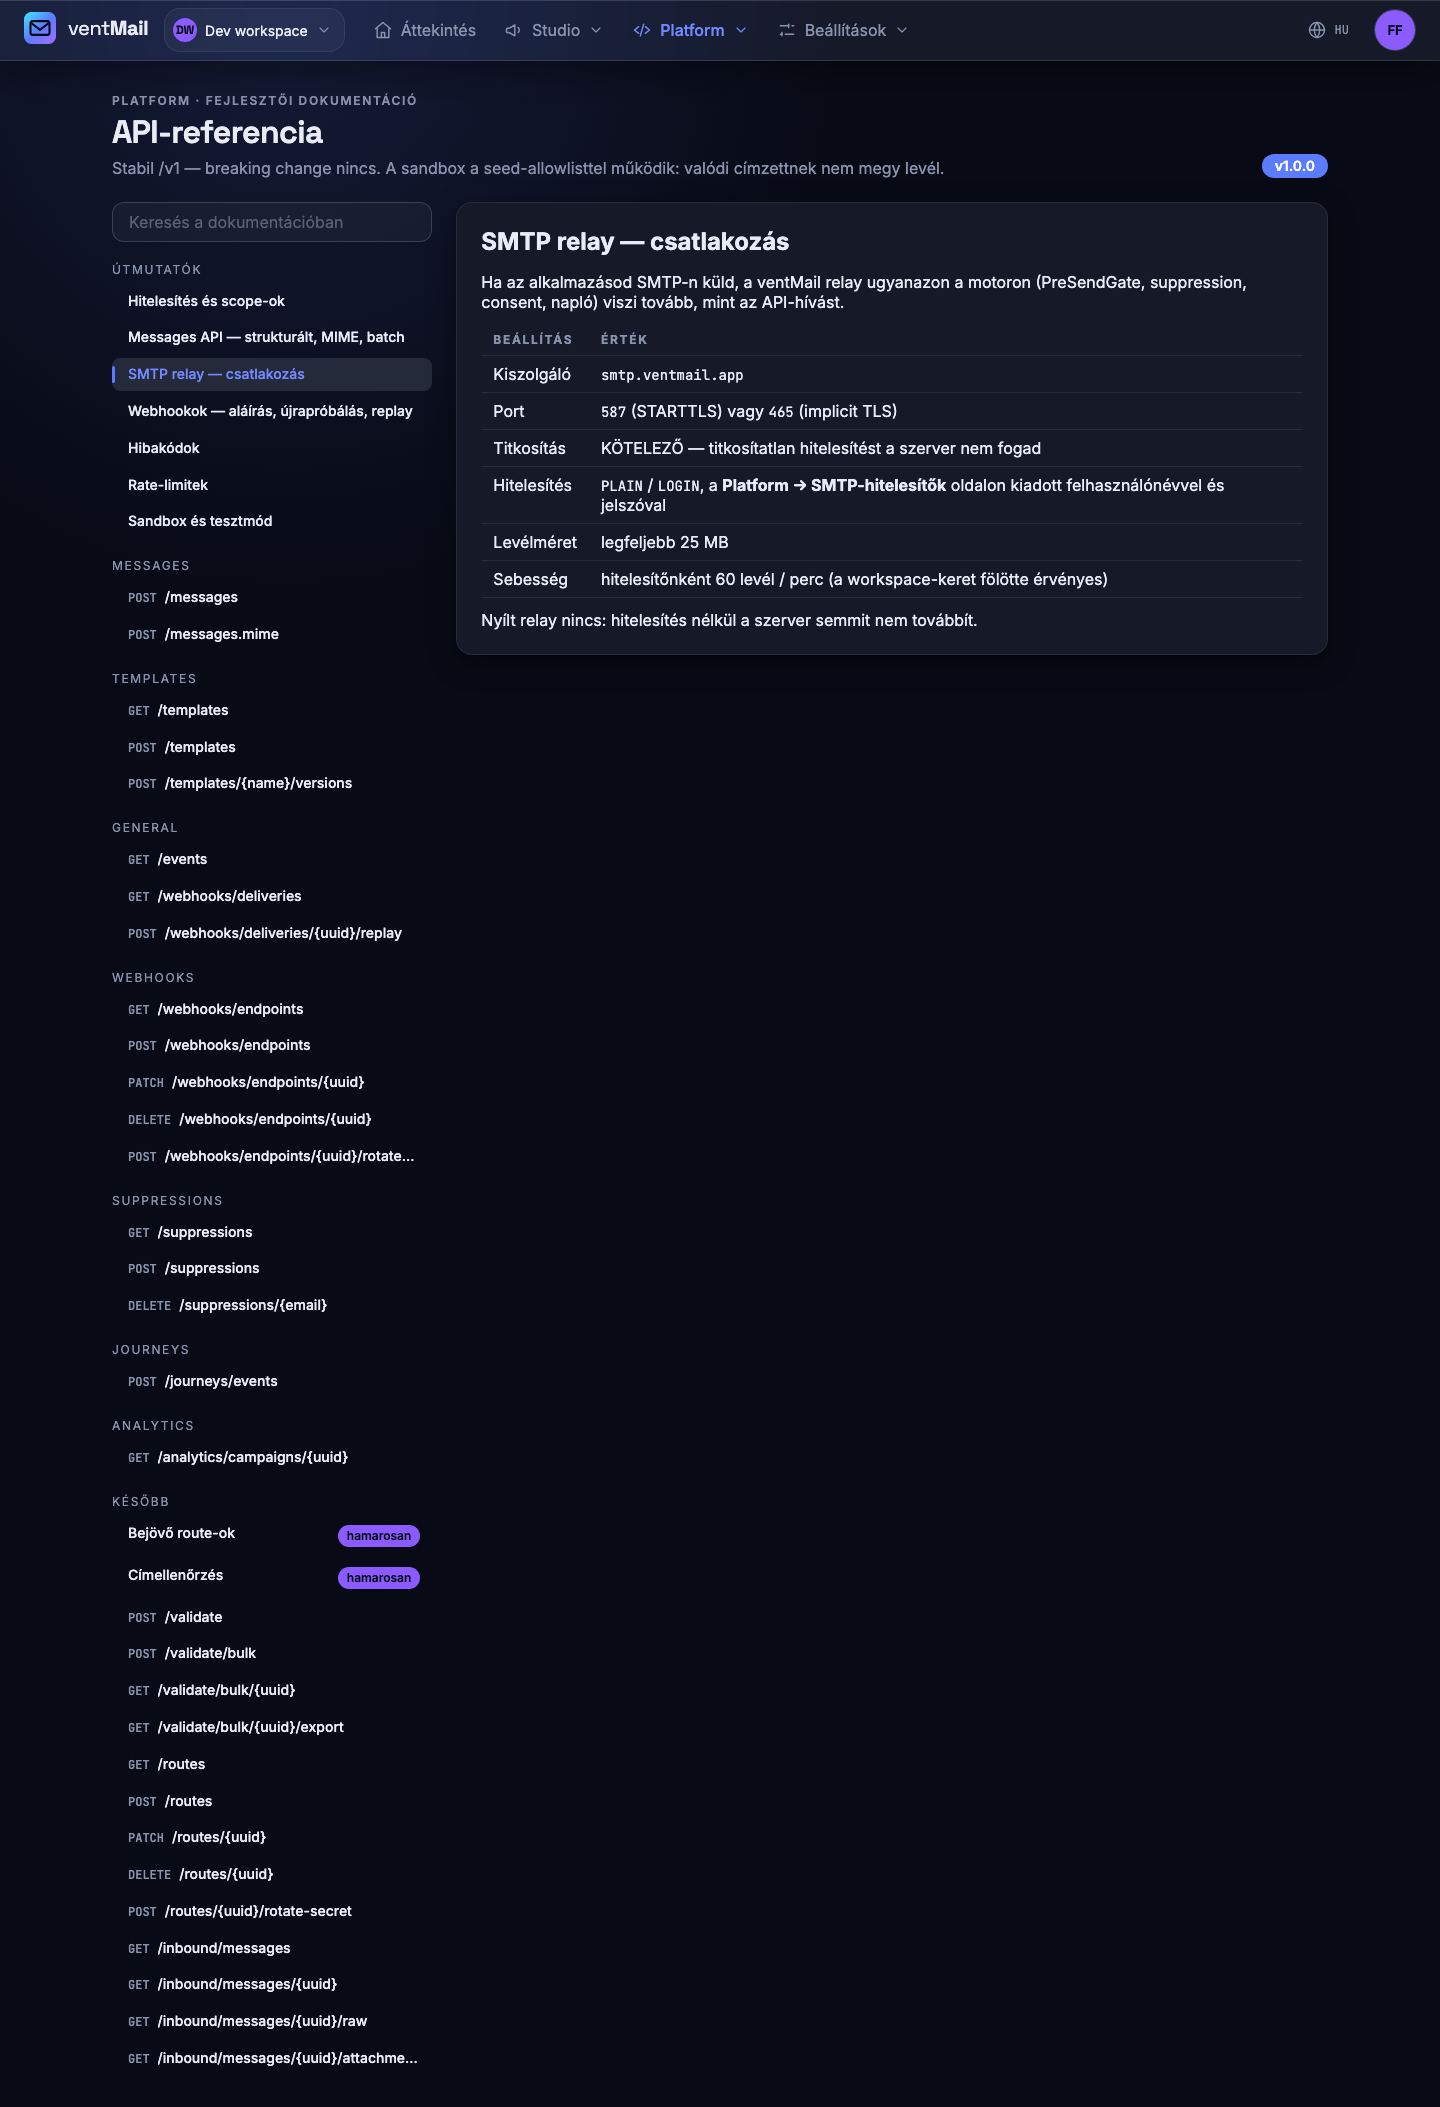 ventMail
DW Dev workspace
Áttekintés
Studio
Platform
Beállítások
HU
FF
PLATFORM · FEJLESZTŐI DOKUMENTÁCIÓ
API-referencia
Stabil /v1 — breaking change nincs. A sandbox a seed-allowlisttel működik: valódi címzettnek nem megy levél.
v1.0.0
Keresés a dokumentációban
ÚTMUTATÓK
Hitelesítés és scope-ok
Messages API — strukturált, MIME, batch
SMTP relay — csatlakozás
Webhookok — aláírás, újrapróbálás, replay
Hibakódok
Rate-limitek
Sandbox és tesztmód
MESSAGES
POST /messages
POST /messages.mime
TEMPLATES
GET /templates
POST /templates
POST /templates/{name}/versions
GENERAL
GET /events
GET /webhooks/deliveries
POST /webhooks/deliveries/{uuid}/replay
WEBHOOKS
GET /webhooks/endpoints
POST /webhooks/endpoints
PATCH /webhooks/endpoints/{uuid}
DELETE /webhooks/endpoints/{uuid}
POST /webhooks/endpoints/{uuid}/rotate...
SUPPRESSIONS
GET /suppressions
POST /suppressions
DELETE /suppressions/{email}
JOURNEYS
POST /journeys/events
ANALYTICS
GET /analytics/campaigns/{uuid}
KÉSŐBB
Bejövő route-ok hamarosan
Címellenőrzés hamarosan
POST /validate
POST /validate/bulk
GET /validate/bulk/{uuid}
GET /validate/bulk/{uuid}/export
GET /routes
POST /routes
PATCH /routes/{uuid}
DELETE /routes/{uuid}
POST /routes/{uuid}/rotate-secret
GET /inbound/messages
GET /inbound/messages/{uuid}
GET /inbound/messages/{uuid}/raw
GET /inbound/messages/{uuid}/attachme...
SMTP relay — csatlakozás
Ha az alkalmazásod SMTP-n küld, a ventMail relay ugyanazon a motoron (PreSendGate, suppression,
consent, napló) viszi tovább, mint az API-hívást.
BEÁLLÍTÁS ÉRTÉK
Kiszolgáló smtp.ventmail.app
Port 587 (STARTTLS) vagy 465 (implicit TLS)
Titkosítás KÖTELEZŐ — titkosítatlan hitelesítést a szerver nem fogad
Hitelesítés PLAIN / LOGIN, a Platform → SMTP-hitelesítők oldalon kiadott felhasználónévvel és
jelszóval
Levélméret legfeljebb 25 MB
Sebesség hitelesítőnként 60 levél / perc (a workspace-keret fölötte érvényes)
Nyílt relay nincs: hitelesítés nélkül a szerver semmit nem továbbít.